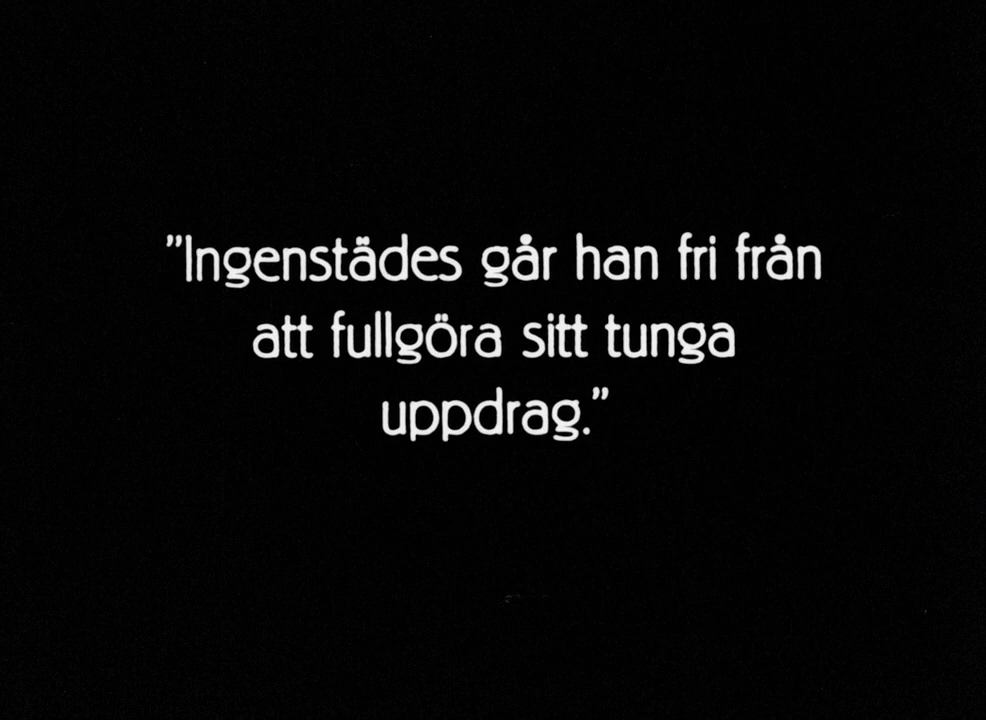 ”Ingenstädes går han fri från
att fullgöra sitt tunga
uppdrag.”